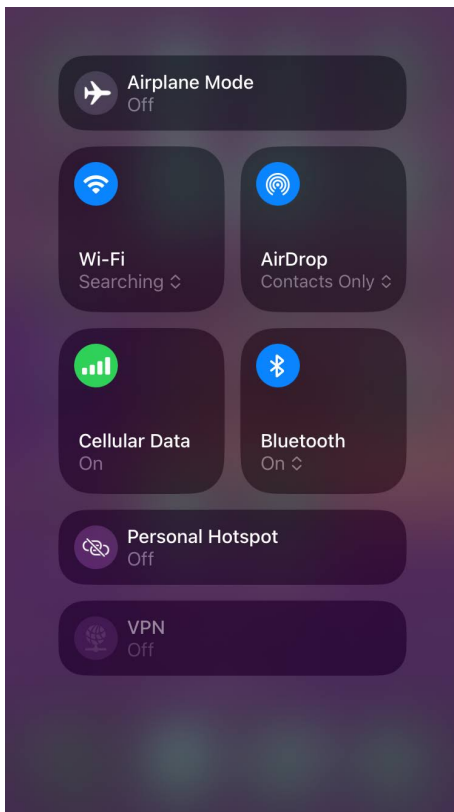 Airplane Mode
Off
Wi-Fi
Searching
AirDrop
Contacts Only
Cellular Data
On
Bluetooth
On
Personal Hotspot
Off
VPN
Off